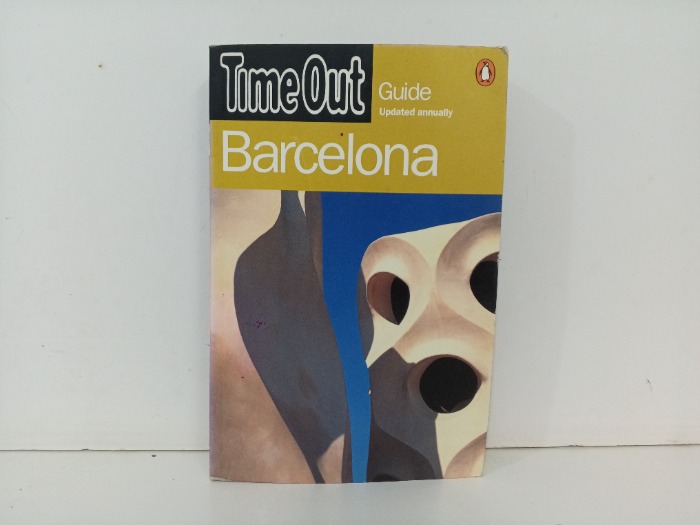 Time Out
Guide
Updated annually
Barcelona